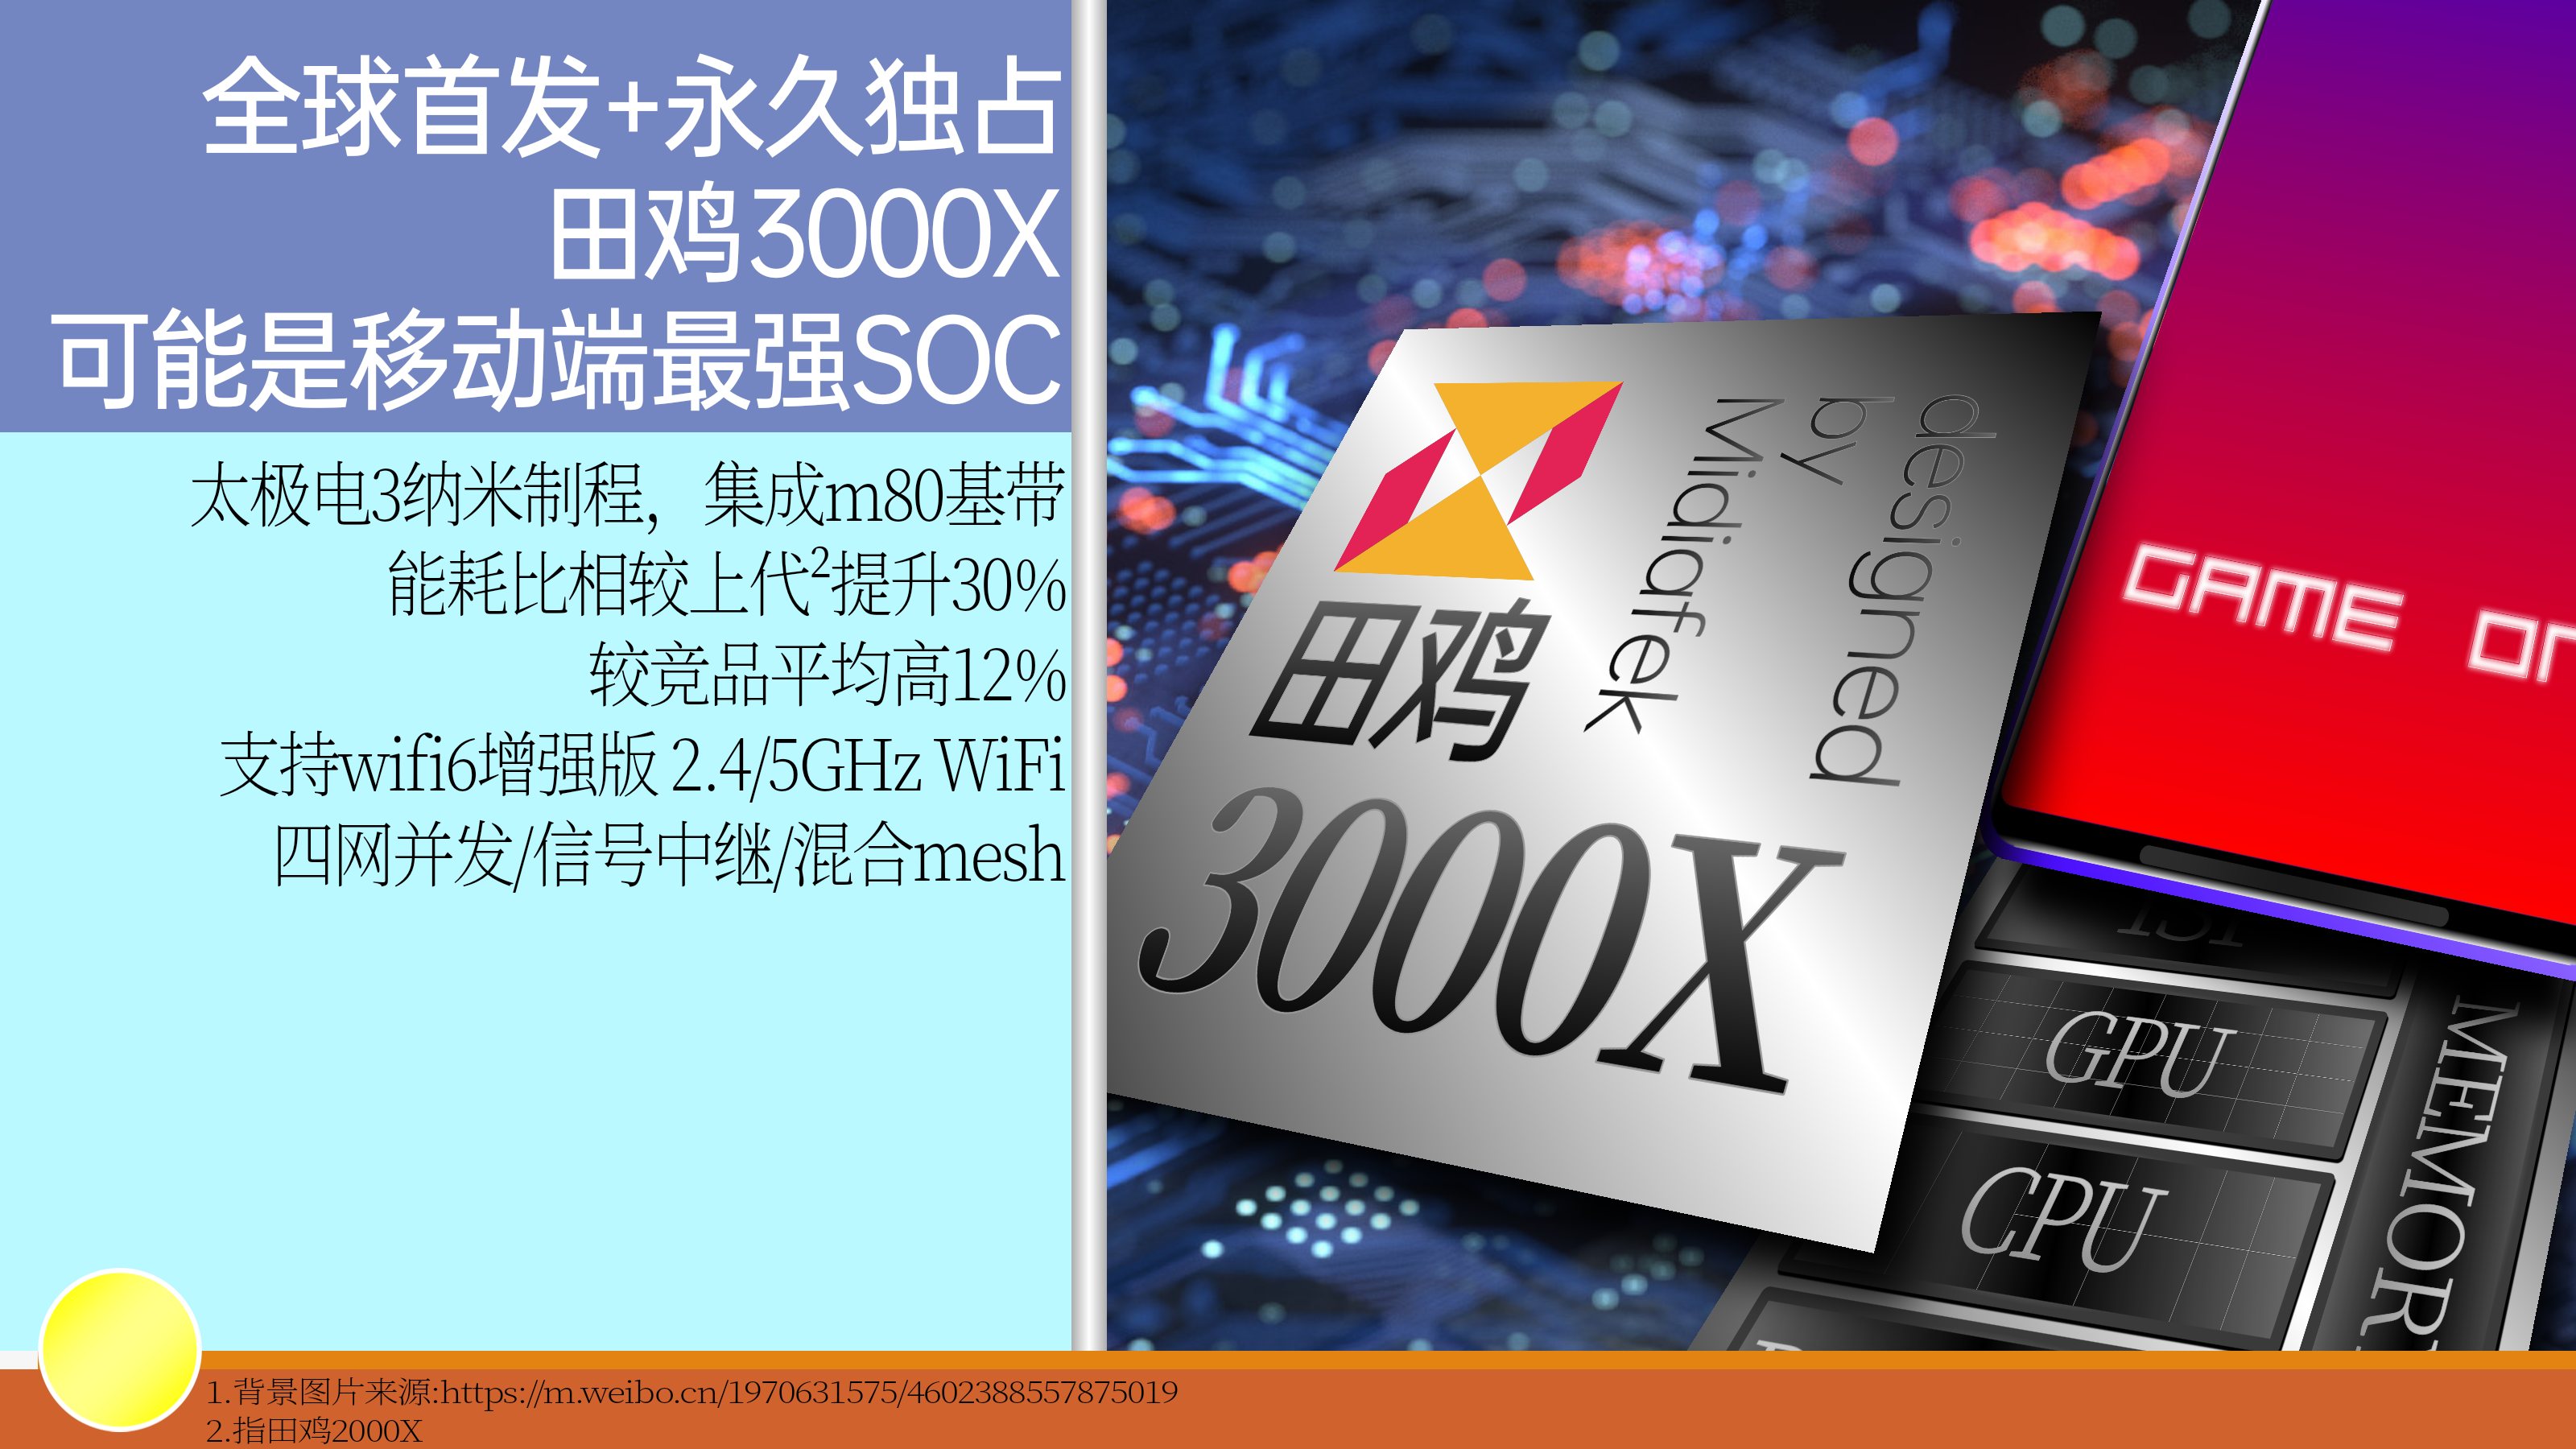 全球首发+永久独占
田鸡3000X
可能是移动端最强SOC
太极电3纳米制程，集成m80基带
能耗比相较上代²提升30%
较竞品平均高12%
支持wifi6增强版 2.4/5GHz WiFi
四网并发/信号中继/混合mesh
田鸡
3000X
designed
by
Midiafek
GAME
ISP
GPU
CPU
MEMOR
1.背景图片来源:https://m.weibo.cn/1970631575/4602388557875019
2.指田鸡2000X